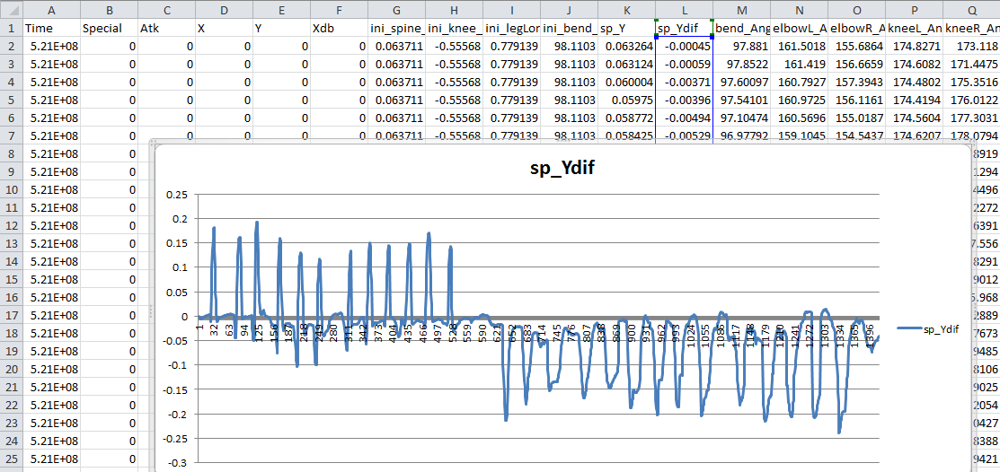 A B C D E F G H I J K L M N O P Q
1 Time Special Atk X Y Xdb ini_spine_ ini_knee_ ini_legLor ini_bend_ sp_Y sp_Ydif bend_Ang elbowL_A elbowR_A kneeL_An kneeR_An
2 5.21E+08 0 0 0 0 0 0.063711 -0.55568 0.779139 98.1103 0.063264 -0.00045 97.881 161.5018 155.6864 174.8271 173.118
3 5.21E+08 0 0 0 0 0 0.063711 -0.55568 0.779139 98.1103 0.063124 -0.00059 97.8522 161.419 156.6659 174.6082 171.4475
4 5.21E+08 0 0 0 0 0 0.063711 -0.55568 0.779139 98.1103 0.060004 -0.00371 97.60097 160.7927 157.3943 174.4802 175.3516
5 5.21E+08 0 0 0 0 0 0.063711 -0.55568 0.779139 98.1103 0.05975 -0.00396 97.54101 160.9725 156.1161 174.4194 176.0122
6 5.21E+08 0 0 0 0 0 0.063711 -0.55568 0.779139 98.1103 0.058772 -0.00494 97.10474 160.5696 155.0187 174.5604 177.3031
7 5.21E+08 0 0 0 0 0 0.063711 -0.55568 0.779139 98.1103 0.058425 -0.00529 96.97792 159.1045 154.5437 174.6207 178.0794
8 5.21E+08 0 8919
9 5.21E+08 0 1294
10 5.21E+08 0 4496
11 5.21E+08 0 2272
12 5.21E+08 0 6391
13 5.21E+08 0 7.556
14 5.21E+08 0 8291
15 5.21E+08 0 9012
16 5.21E+08 0 5.968
17 5.21E+08 0 2889
18 5.21E+08 0 7673
19 5.21E+08 0 9485
20 5.21E+08 0 8106
21 5.21E+08 0 9025
22 5.21E+08 0 2054
23 5.21E+08 0 0427
24 5.21E+08 0 8388
25 5.21E+08 0 9421
sp_Ydif
0.25
0.2
0.15
0.1
0.05
0
-0.05
-0.1
-0.15
-0.2
-0.25
-0.3
1 32 63 94 125 156 187 218 249 280 311 342 373 404 435 466 497 528 559 590 621 652 683 714 745 776 807 838 869 900 931 962 993 1024 1055 1086 1117 1148 1179 1210 1241 1272 1303 1334 1365 1396
sp_Ydif